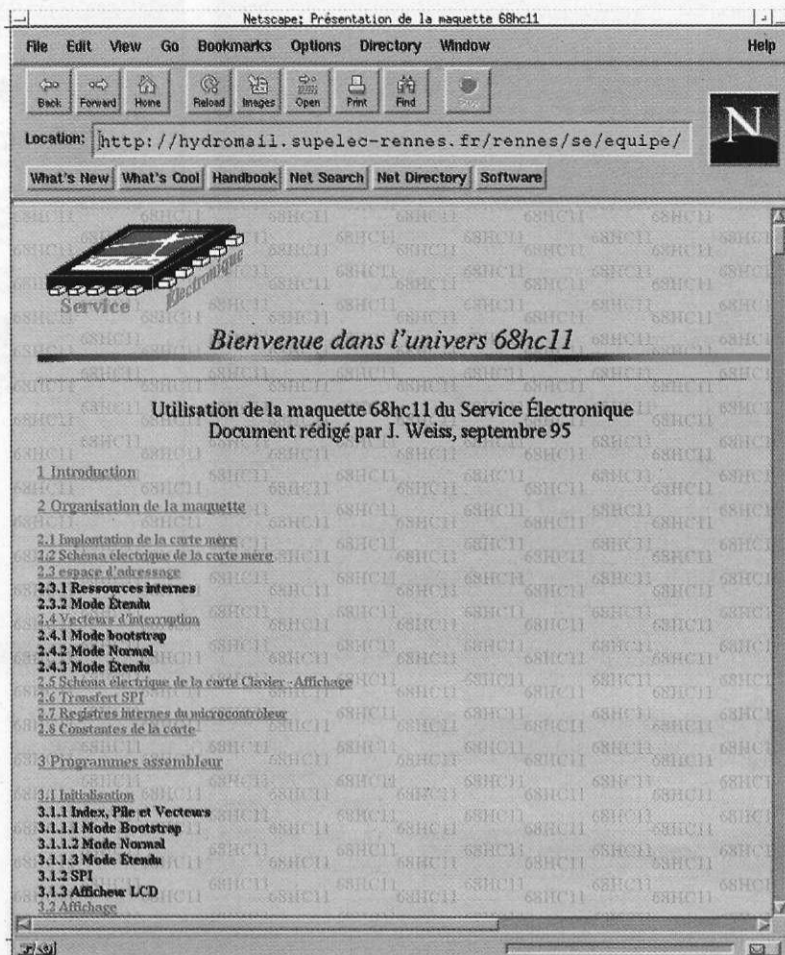 Netscape: Présentation de la maquette 68hc11
File Edit View Go Bookmarks Options Directory Window Help
Back Forward Home Reload Images Open Print Find Stop
Location: http://hydromail.supelec-rennes.fr/rennes/se/equipe/
N
What's New What's Cool Handbook Net Search Net Directory Software
supélec
Service Électronique
Bienvenue dans l'univers 68hc11
Utilisation de la maquette 68hc11 du Service Électronique
Document rédigé par J. Weiss, septembre 95
1 Introduction
2 Organisation de la maquette
2.1 Implantation de la carte mère
2.2 Schéma électrique de la carte mère
2.3 espace d'adressage
2.3.1 Ressources internes
2.3.2 Mode Étendu
2.4 Vecteurs d'interruption
2.4.1 Mode bootstrap
2.4.2 Mode Normal
2.4.3 Mode Étendu
2.5 Schéma électrique de la carte Clavier - Affichage
2.6 Transfert SPI
2.7 Registres internes du microcontrôleur
2.8 Constantes de la carte
3 Programmes assembleur
3.1 Initialisation
3.1.1 Index, Pile et Vecteurs
3.1.1.1 Mode Bootstrap
3.1.1.2 Mode Normal
3.1.1.3 Mode Étendu
3.1.2 SPI
3.1.3 Afficheur LCD
3.2 Affichage
68HC11